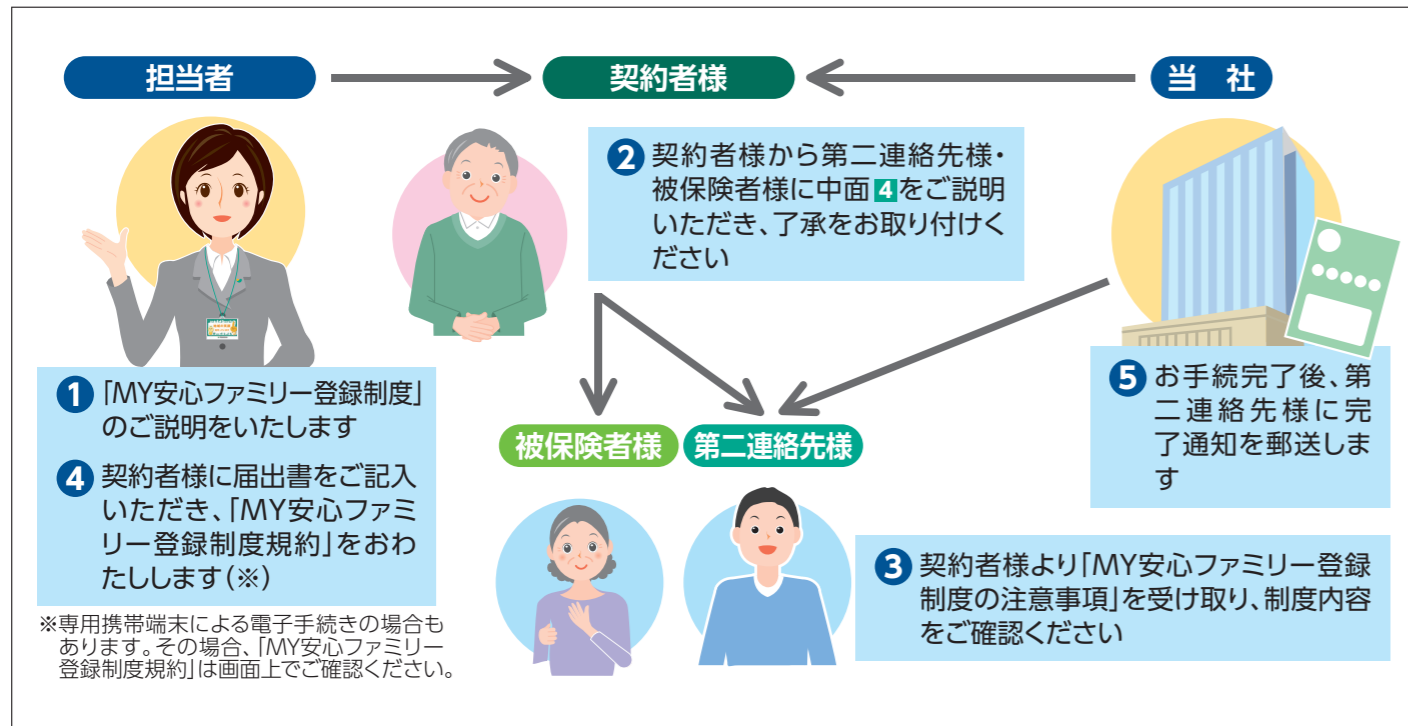 担当者
契約者様
当 社
❷ 契約者様から第二連絡先様・
被保険者様に中面 4 をご説明
いただき、了承をお取り付けく
ださい
❶ 「MY安心ファミリー登録制度」
のご説明をいたします
❹ 契約者様に届出書をご記入
いただき、「MY安心ファミ
リー登録制度規約」をおわ
たしします(※)
※専用携帯端末による電子手続きの場合も
あります。その場合、「MY安心ファミリー
登録制度規約」は画面上でご確認ください。
❺ お手続完了後、第
二連絡先様に完
了通知を郵送しま
す
被保険者様
第二連絡先様
❸ 契約者様より「MY安心ファミリー登録
制度の注意事項」を受け取り、制度内容
をご確認ください